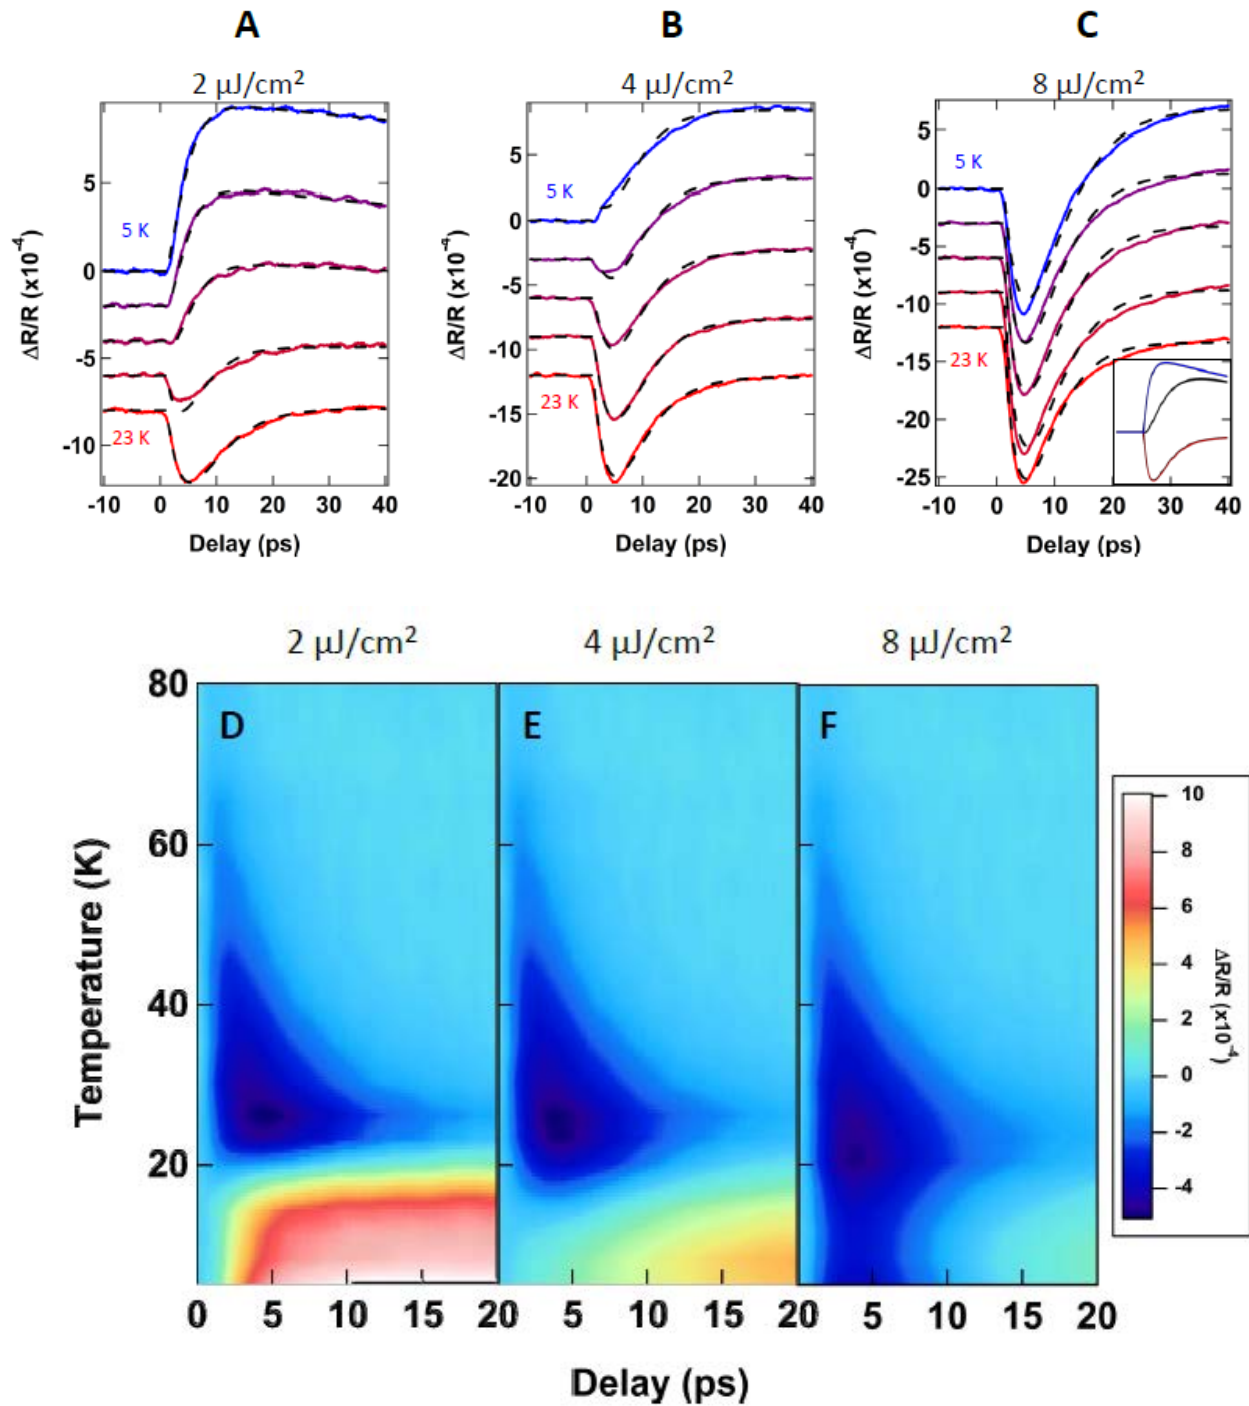 A B C
2 µJ/cm² 4 µJ/cm² 8 µJ/cm²
5 5 5
5 K 5 K 5 K
0 0 0
ΔR/R (x10⁻⁴) ΔR/R (x10⁻⁴) ΔR/R (x10⁻⁴)
-5 -5 -5
-10 -10 -10
-15 -15
-20 -20
-25
23 K 23 K 23 K
-10 0 10 20 30 40 -10 0 10 20 30 40 -10 0 10 20 30 40
Delay (ps) Delay (ps) Delay (ps)
2 µJ/cm² 4 µJ/cm² 8 µJ/cm²
80
D E F
60
40
20
Temperature (K)
10
8
6
4
2
0
-2
-4
ΔR/R (x10⁻⁴)
0 5 10 15 20 5 10 15 20 5 10 15 20
Delay (ps)